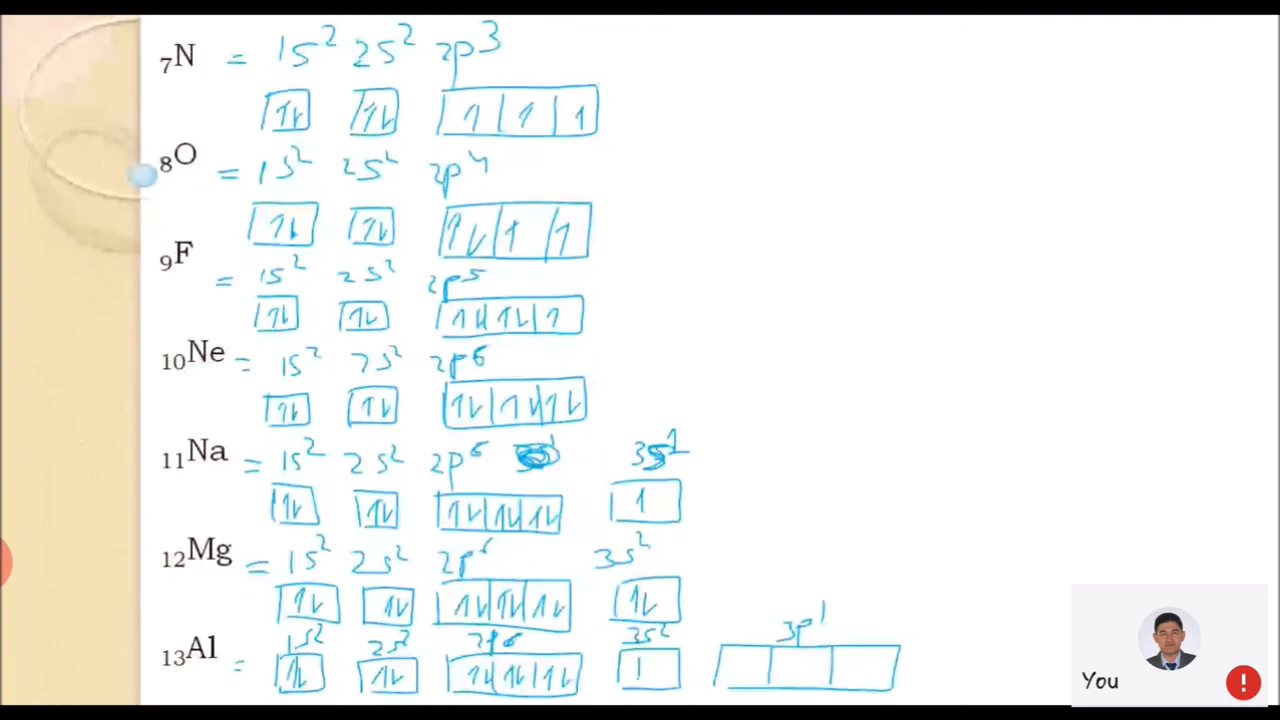 ₇N = 1s² 2s² 2p³
↑↓ ↑↓ ↑ ↑ ↑
₈O = 1s² 2s² 2p⁴
↑↓ ↑↓ ↑↓ ↑ ↑
₉F = 1s² 2s² 2p⁵
↑↓ ↑↓ ↑↓ ↑↓ ↑
₁₀Ne = 1s² 2s² 2p⁶
↑↓ ↑↓ ↑↓ ↑↓ ↑↓
₁₁Na = 1s² 2s² 2p⁶ 3s¹
↑↓ ↑↓ ↑↓ ↑↓ ↑↓ ↑
₁₂Mg = 1s² 2s² 2p⁶ 3s²
↑↓ ↑↓ ↑↓ ↑↓ ↑↓ ↑↓
1s² 2s² 2p⁶ 3s² 3p¹
₁₃Al = ↑↓ ↑↓ ↑↓ ↑↓ ↑↓ 1
You !